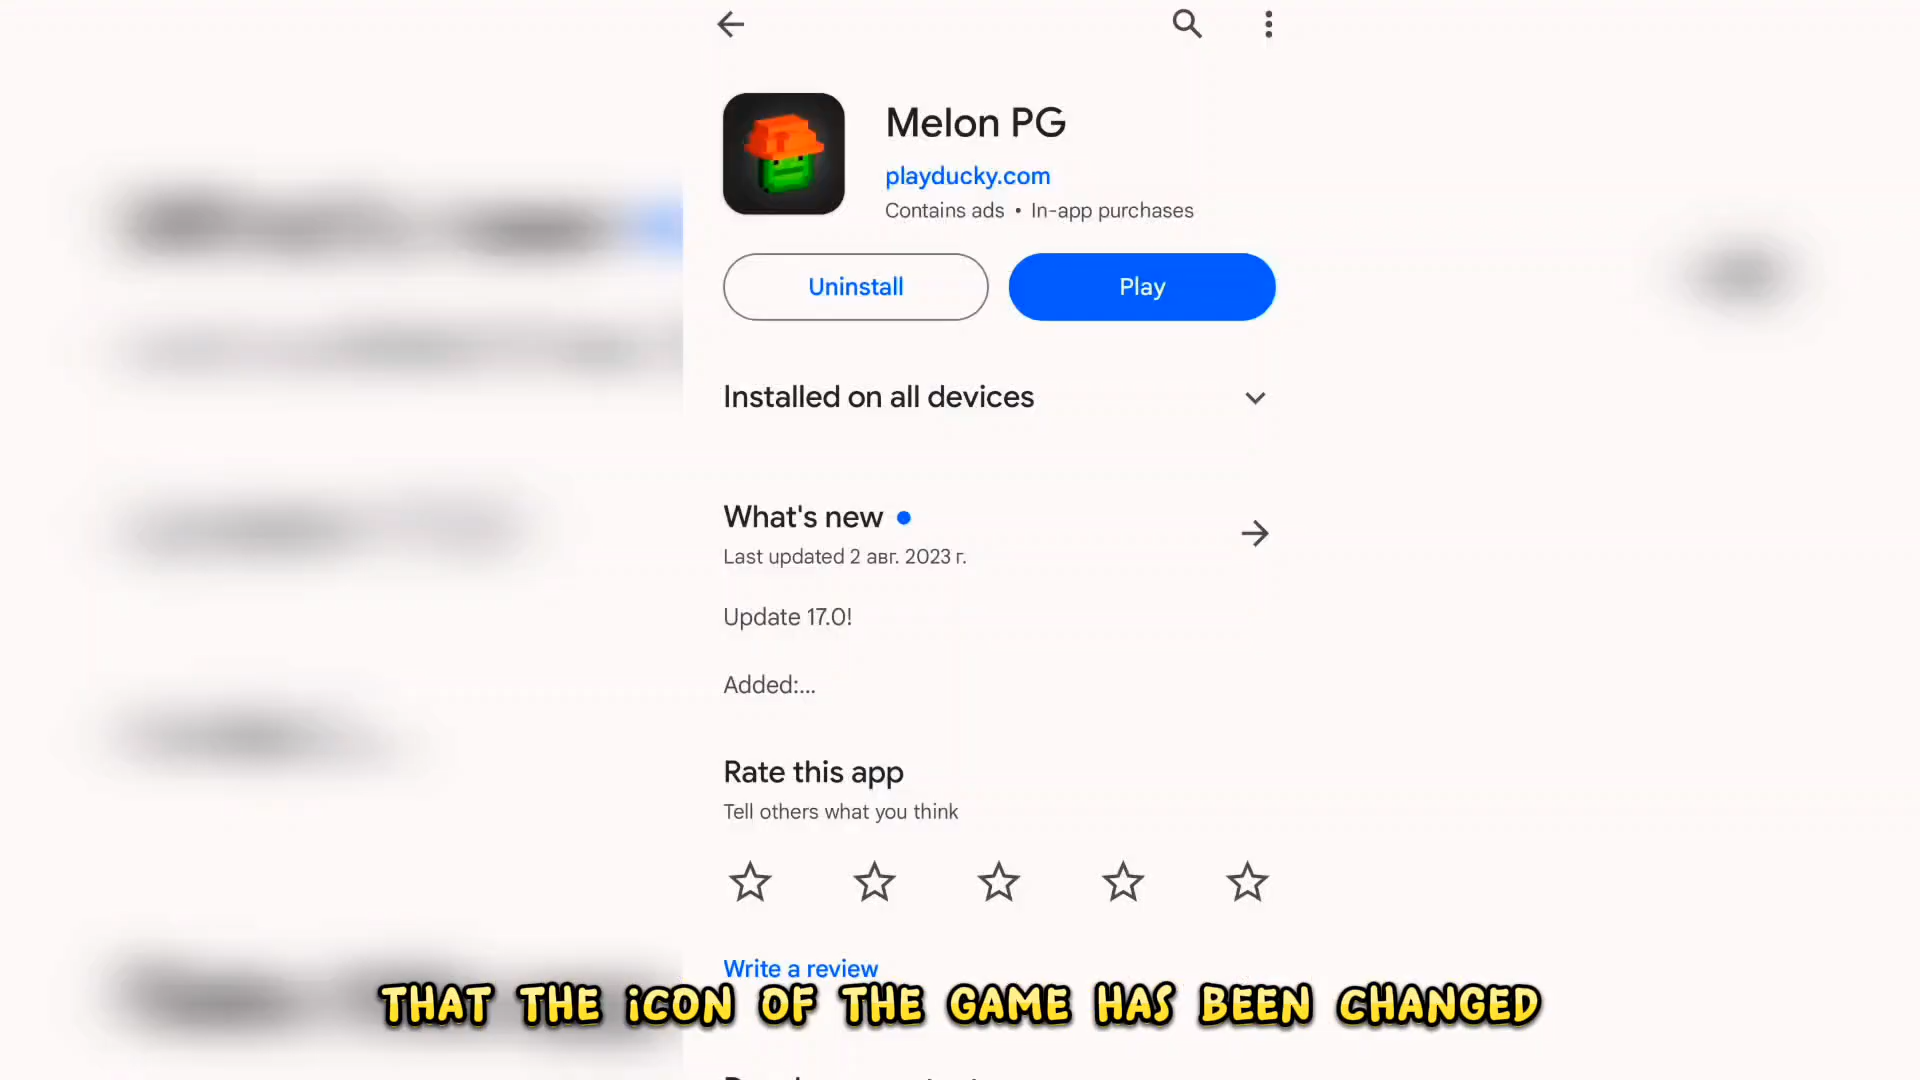 Melon PG
playducky.com
Contains ads • In-app purchases
Uninstall
Play
Installed on all devices
What's new
Last updated 2 авг. 2023 г.
Update 17.0!
Added:...
Rate this app
Tell others what you think
Write a review
THAT THE iCON OF THE GAME HAS BEEN CHANGED